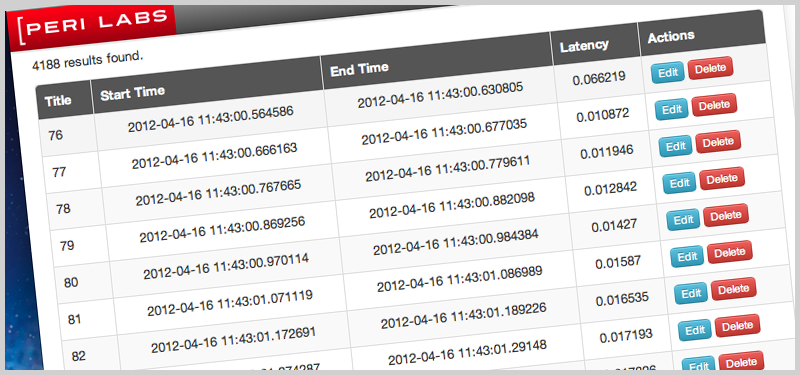 [PERI LABS
4188 results found.
Title Start Time End Time Latency Actions
76 2012-04-16 11:43:00.564586 2012-04-16 11:43:00.630805 0.066219 Edit Delete
77 2012-04-16 11:43:00.666163 2012-04-16 11:43:00.677035 0.010872 Edit Delete
78 2012-04-16 11:43:00.767665 2012-04-16 11:43:00.779611 0.011946 Edit Delete
79 2012-04-16 11:43:00.869256 2012-04-16 11:43:00.882098 0.012842 Edit Delete
80 2012-04-16 11:43:00.970114 2012-04-16 11:43:00.984384 0.01427 Edit Delete
81 2012-04-16 11:43:01.071119 2012-04-16 11:43:01.086989 0.01587 Edit Delete
82 2012-04-16 11:43:01.172691 2012-04-16 11:43:01.189226 0.016535 Edit Delete
2012-04-16 11:43:01.29148 0.017193 Edit Delete
Edit Delete